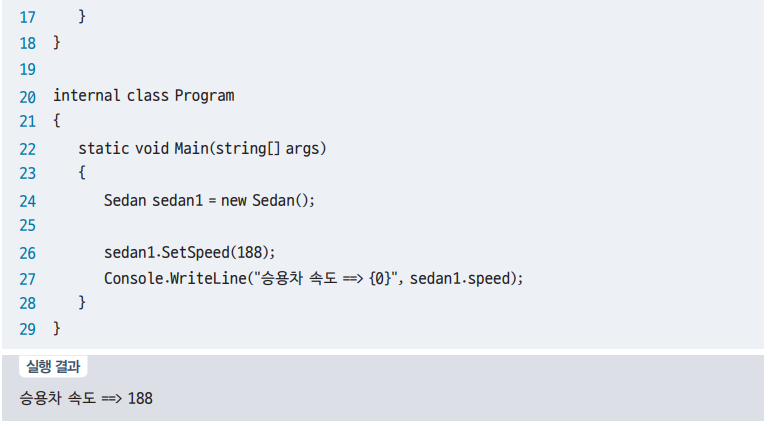 17 }
18 }
19
20 internal class Program
21 {
22 static void Main(string[] args)
23 {
24 Sedan sedan1 = new Sedan();
25
26 sedan1.SetSpeed(188);
27 Console.WriteLine("승용차 속도 ==> {0}", sedan1.speed);
28 }
29 }
실행 결과
승용차 속도 ==> 188